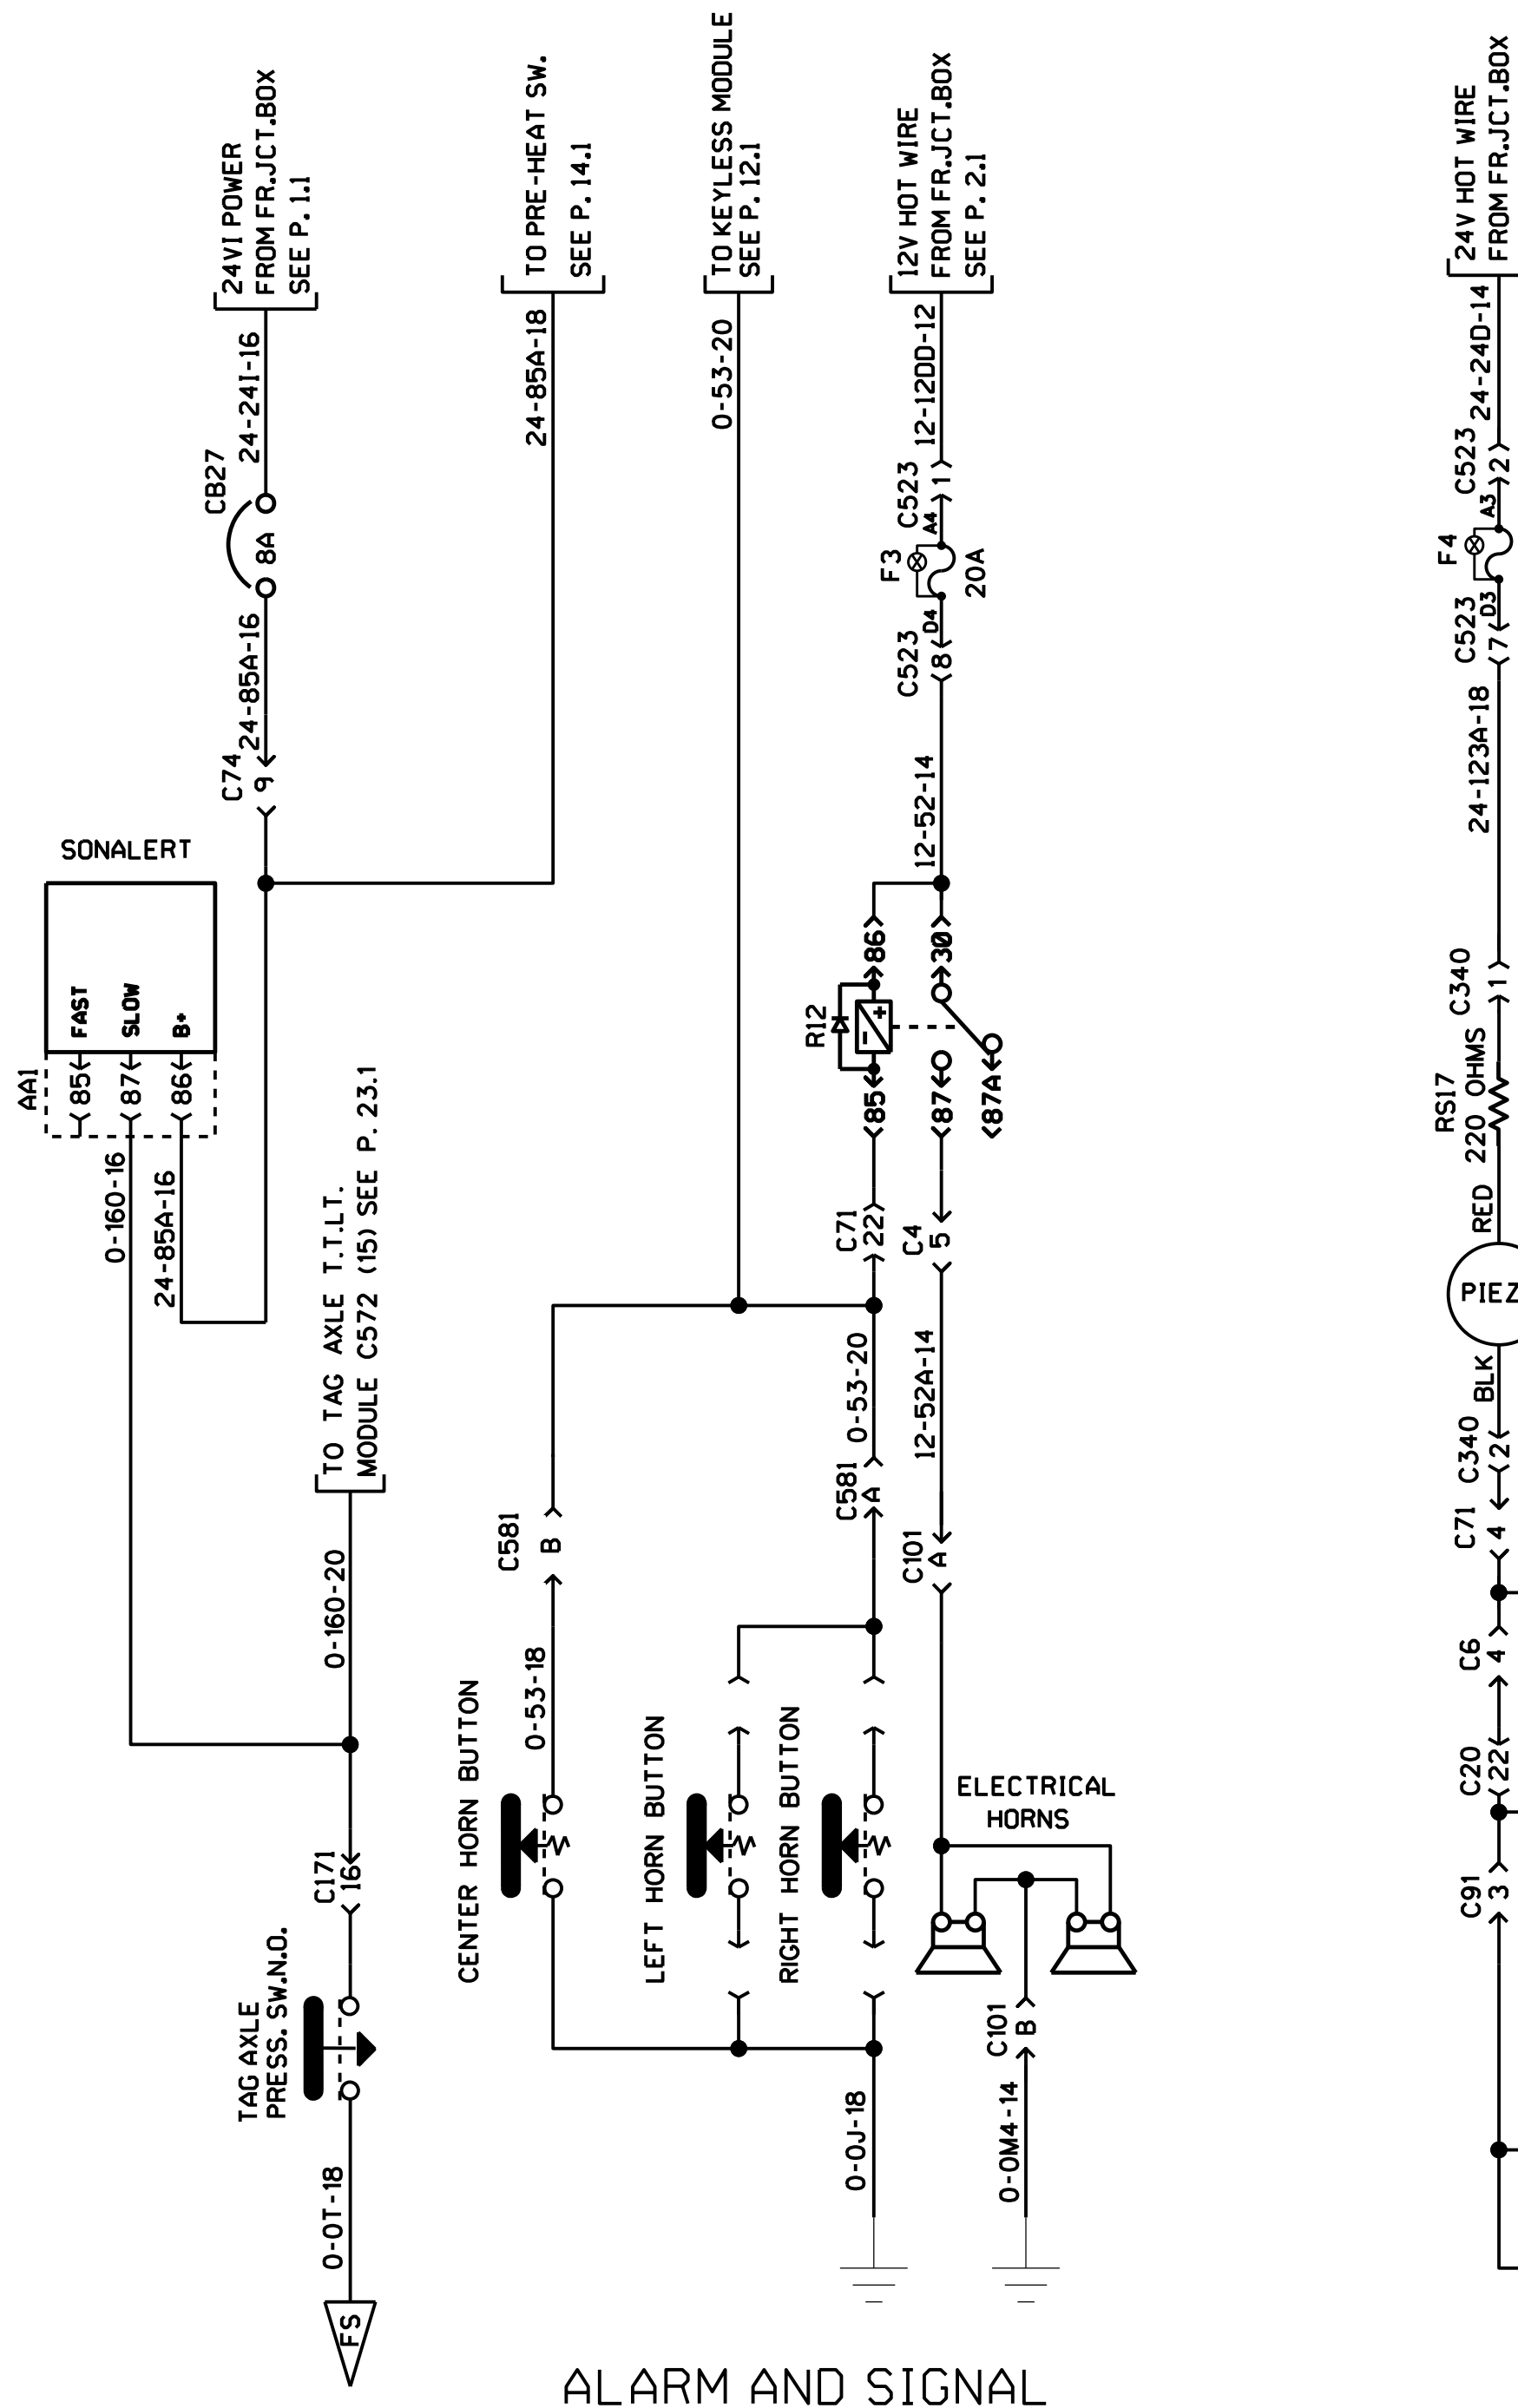 24VI POWER
FROM FR.JCT.BOX
SEE P. 1.1
24-24I-16
CB27
8A
24-85A-16
C74
9
SONALERT
FAST
SLOW
B+
AA1
85
87
86
0-160-16
24-85A-16
TO TAG AXLE T.T.LT.
MODULE C572 (15) SEE P. 23.1
0-160-20
C171
16
TAG AXLE
PRESS. SW.N.O.
0-0T-18
FS
TO PRE-HEAT SW.
SEE P. 14.1
24-85A-18
TO KEYLESS MODULE
SEE P. 12.1
0-53-20
12V HOT WIRE
FROM FR.JCT.BOX
SEE P. 2.1
12-12DD-12
C523
1
A4
F3
20A
D4
C523
8
12-52-14
86
30
R12
85
87
87A
C71
22
C4
5
0-53-20
12-52A-14
C581
A
C581
B
C101
A
0-53-18
CENTER HORN BUTTON
LEFT HORN BUTTON
RIGHT HORN BUTTON
ELECTRICAL
HORNS
C101
B
0-0J-18
0-0M4-14
24V HOT WIRE
FROM FR.JCT.BOX
24-24D-14
C523
2
A3
F4
D3
C523
7
24-123A-18
C340
1
RS17
220 OHMS
RED
PIEZ
BLK
C340
2
C71
4
C6
4
C20
22
C91
3
ALARM AND SIGNAL